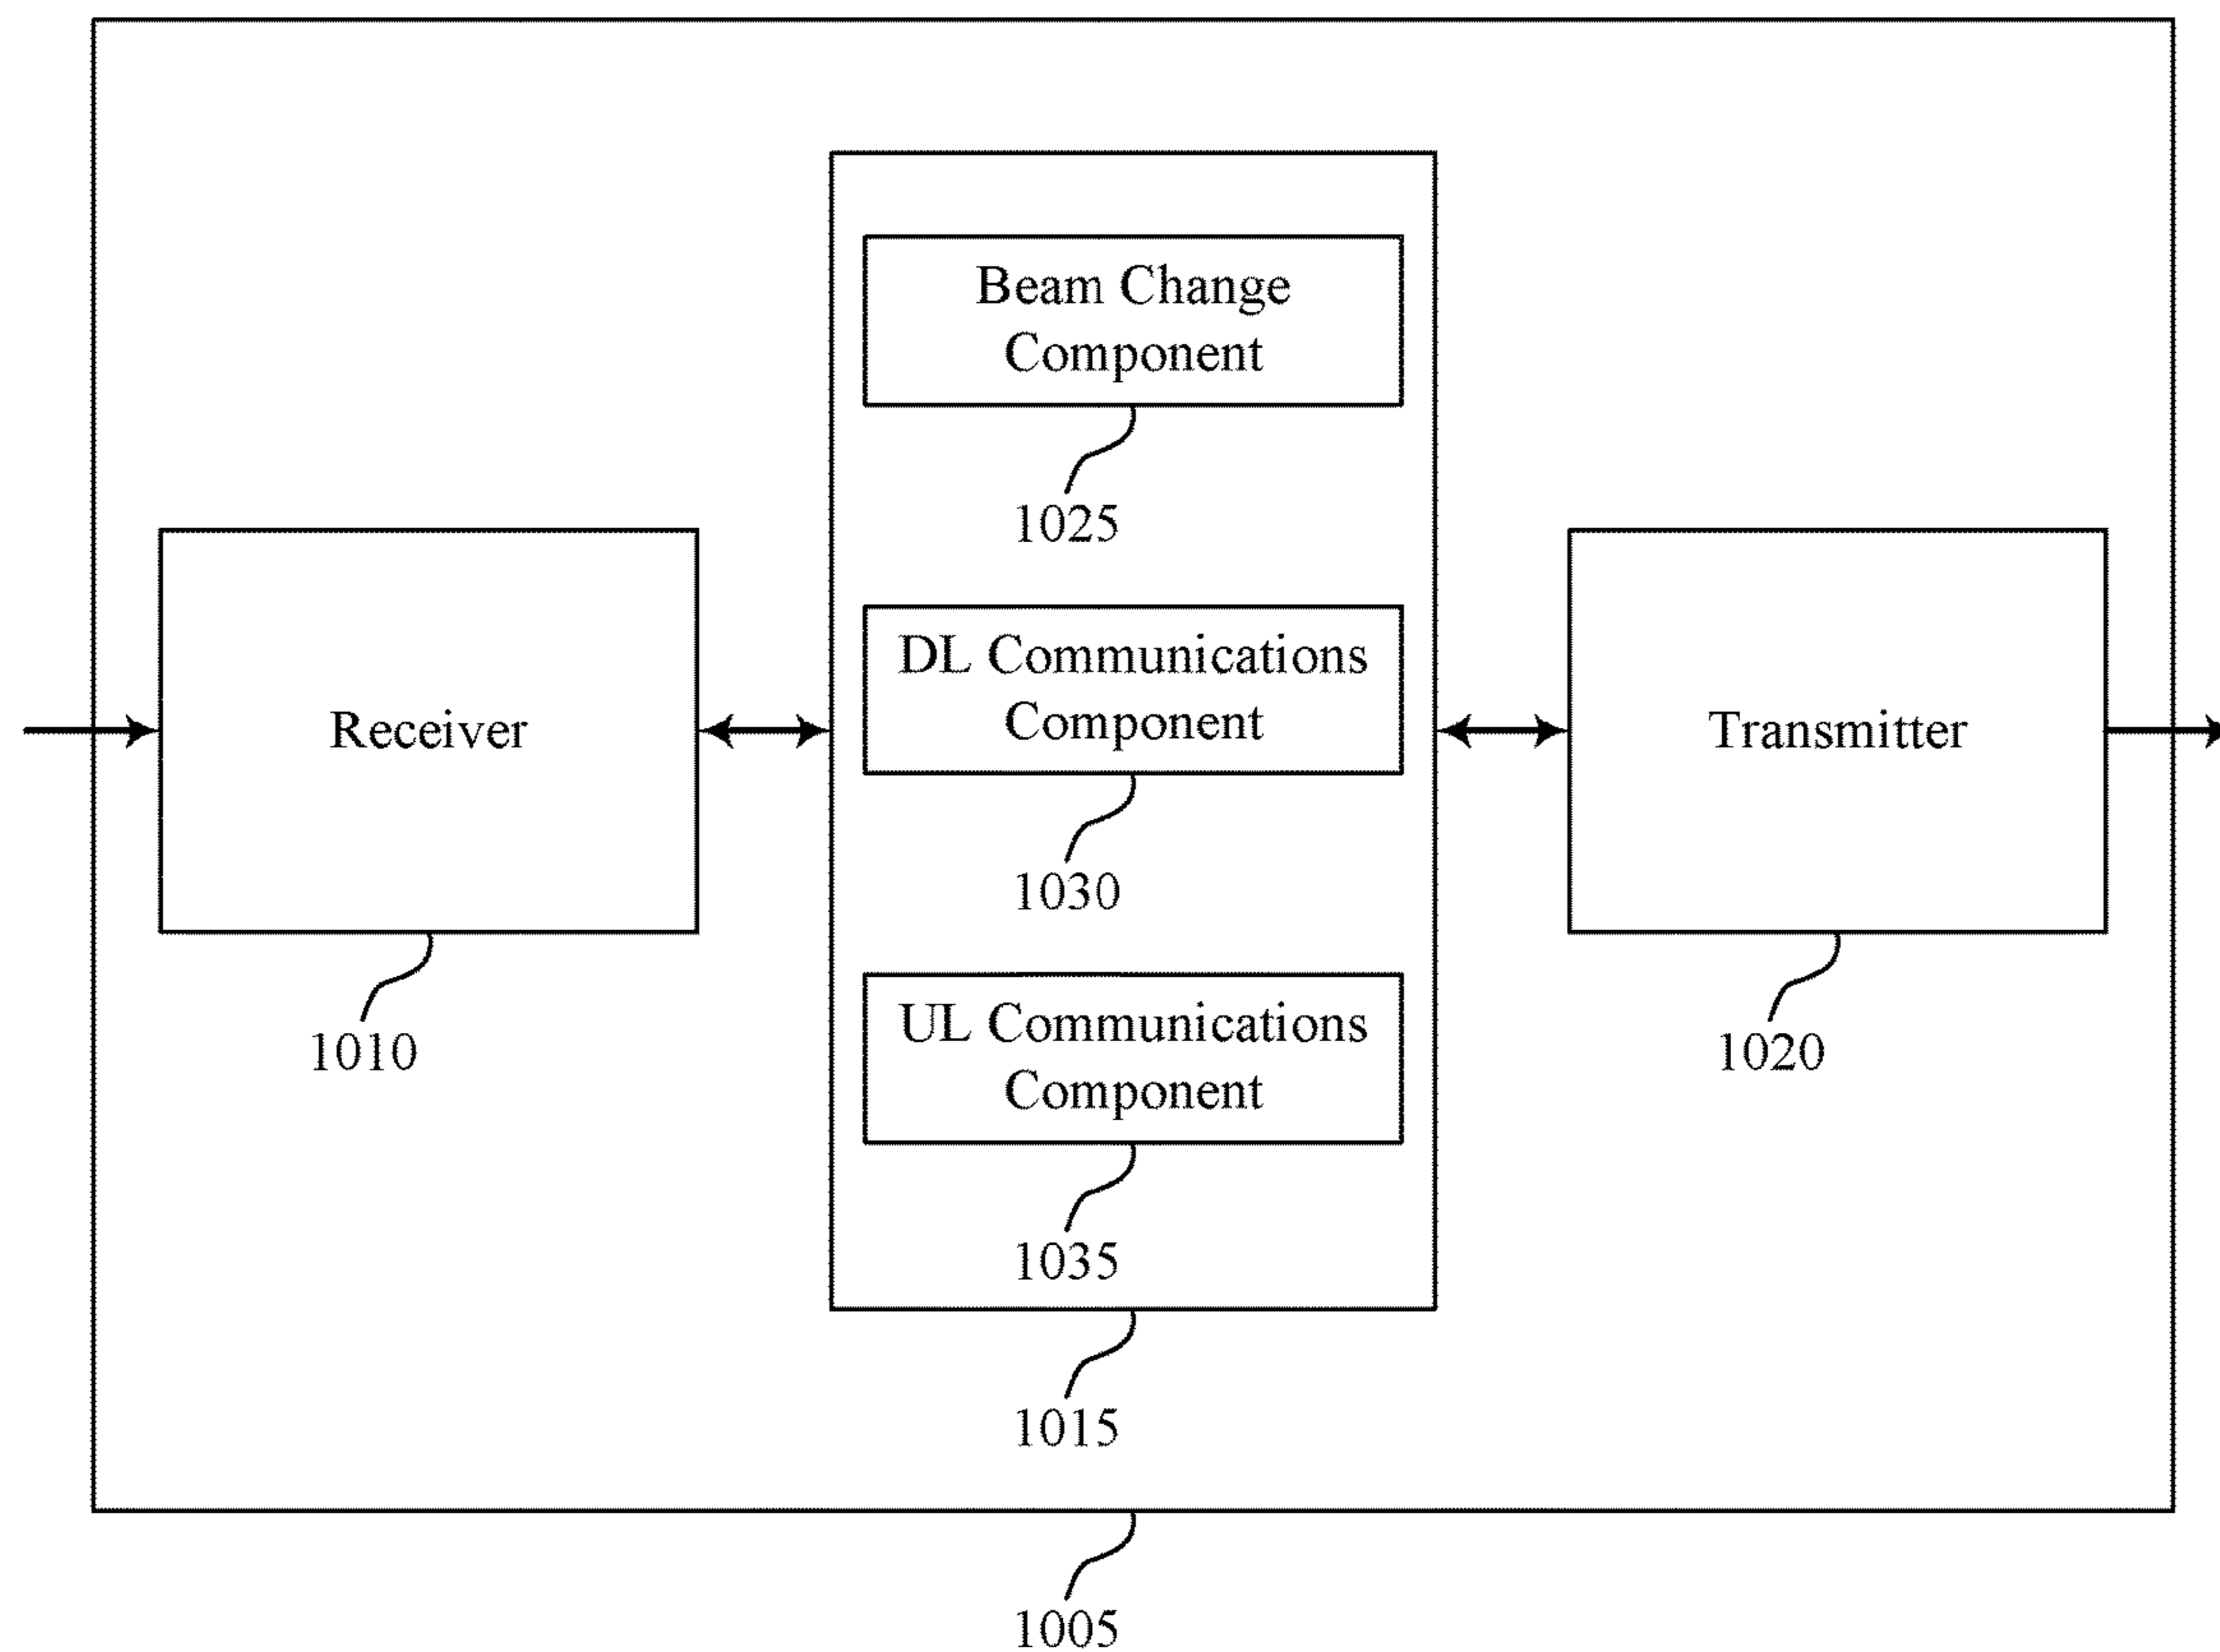 Beam Change
Component
1025
Receiver
1010
DL Communications
Component
1030
Transmitter
1020
UL Communications
Component
1035
1015
1005